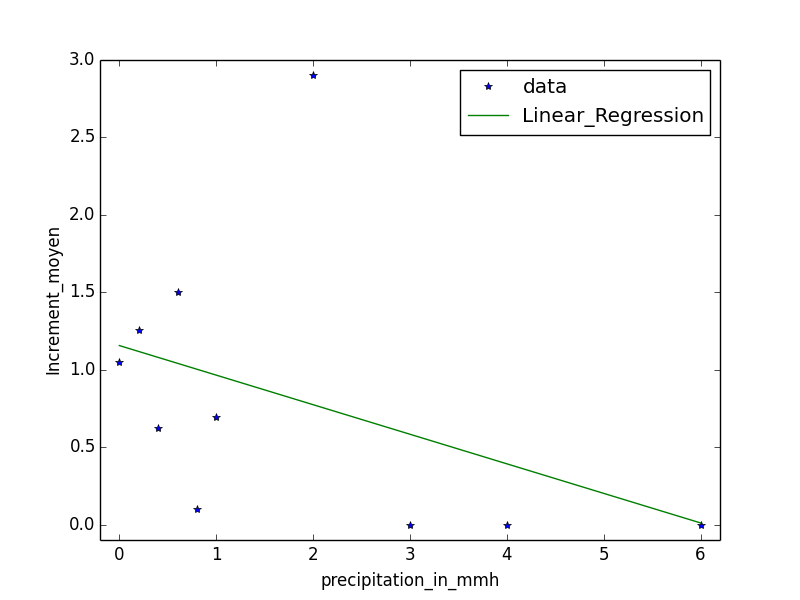 3.0
2.5
2.0
1.5
1.0
0.5
0.0
Increment_moyen
data
Linear_Regression
0 1 2 3 4 5 6
precipitation_in_mmh